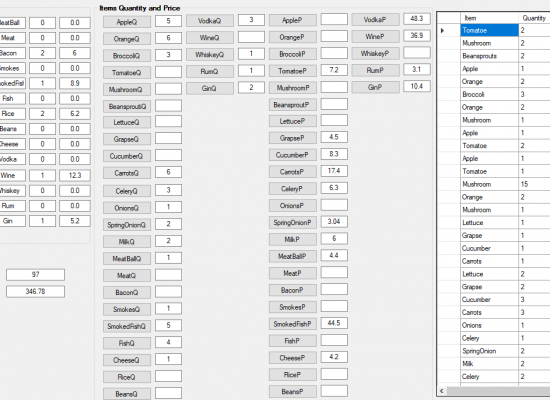 Items Quantity and Price
MeatBall 0 0.0
Meat 0 0.0
Bacon 2 6
Smokes 0 0.0
SmokedFish 1 8.9
Fish 0 0.0
Rice 2 6.2
Beans 0 0.0
Cheese 0 0.0
Vodka 0 0.0
Wine 1 12.3
Whiskey 0 0.0
Rum 0 0.0
Gin 1 5.2
97
346.78
AppleQ 5
OrangeQ 6
BroccoliQ 3
TomatoeQ
MushroomQ
BeansproutQ
LettuceQ
GrapseQ
CucumberQ
CarrotsQ 6
CeleryQ 3
OnionsQ 1
SpringOnionQ 2
MilkQ 2
MeatBallQ 1
MeatQ
BaconQ
SmokesQ 1
SmokedFishQ 5
FishQ 4
CheeseQ 1
RiceQ
BeansQ
VodkaQ 3
WineQ
WhiskeyQ 1
RumQ 1
GinQ 2
AppleP
OrangeP
BroccoliP
TomatoeP 7.2
MushroomP
BeansproutP
LettuceP
GrapseP 4.5
CucumberP 8.3
CarrotsP 17.4
CeleryP 6.3
OnionsP
SpringOnionP 3.04
MilkP 6
MeatBallP 4.4
MeatP
BaconP
SmokesP
SmokedFishP 44.5
FishP
CheeseP 4.2
RiceP
BeansP
VodkaP 48.3
WineP 36.9
WhiskeyP
RumP 3.1
GinP 10.4
Item Quantity
Tomatoe 2
Mushroom 2
Beansprouts 2
Apple 1
Orange 2
Broccoli 3
Orange 2
Mushroom 1
Apple 1
Tomatoe 2
Apple 1
Tomatoe 1
Mushroom 15
Orange 2
Mushroom 1
Lettuce 1
Grapse 1
Cucumber 1
Carrots 1
Lettuce 2
Grapse 2
Cucumber 3
Carrots 3
Onions 1
Celery 1
SpringOnion 2
Milk 2
Celery 2